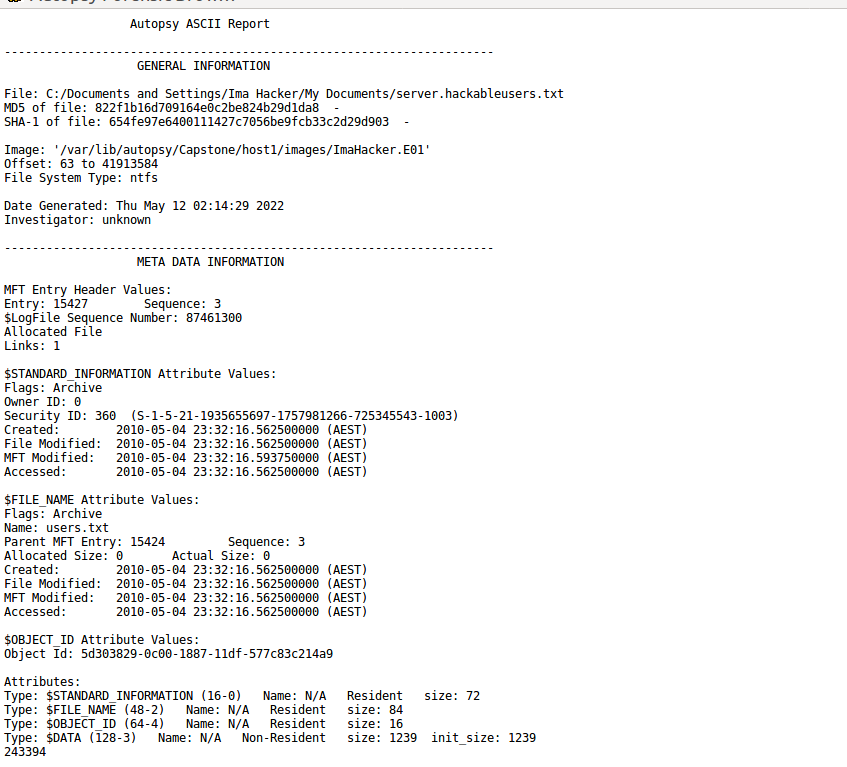 Autopsy ASCII Report
----------------------------------------------------------------------
GENERAL INFORMATION
File: C:/Documents and Settings/Ima Hacker/My Documents/server.hackableusers.txt
MD5 of file: 822f1b16d709164e0c2be824b29d1da8  -
SHA-1 of file: 654fe97e6400111427c7056be9fcb33c2d29d903  -
Image: '/var/lib/autopsy/Capstone/host1/images/ImaHacker.E01'
Offset: 63 to 41913584
File System Type: ntfs
Date Generated: Thu May 12 02:14:29 2022
Investigator: unknown
----------------------------------------------------------------------
META DATA INFORMATION
MFT Entry Header Values:
Entry: 15427        Sequence: 3
$LogFile Sequence Number: 87461300
Allocated File
Links: 1
$STANDARD_INFORMATION Attribute Values:
Flags: Archive
Owner ID: 0
Security ID: 360  (S-1-5-21-1935655697-1757981266-725345543-1003)
Created:        2010-05-04 23:32:16.562500000 (AEST)
File Modified:  2010-05-04 23:32:16.562500000 (AEST)
MFT Modified:   2010-05-04 23:32:16.593750000 (AEST)
Accessed:       2010-05-04 23:32:16.562500000 (AEST)
$FILE_NAME Attribute Values:
Flags: Archive
Name: users.txt
Parent MFT Entry: 15424         Sequence: 3
Allocated Size: 0       Actual Size: 0
Created:        2010-05-04 23:32:16.562500000 (AEST)
File Modified:  2010-05-04 23:32:16.562500000 (AEST)
MFT Modified:   2010-05-04 23:32:16.562500000 (AEST)
Accessed:       2010-05-04 23:32:16.562500000 (AEST)
$OBJECT_ID Attribute Values:
Object Id: 5d303829-0c00-1887-11df-577c83c214a9
Attributes:
Type: $STANDARD_INFORMATION (16-0)   Name: N/A   Resident   size: 72
Type: $FILE_NAME (48-2)   Name: N/A   Resident   size: 84
Type: $OBJECT_ID (64-4)   Name: N/A   Resident   size: 16
Type: $DATA (128-3)   Name: N/A   Non-Resident   size: 1239  init_size: 1239
243394